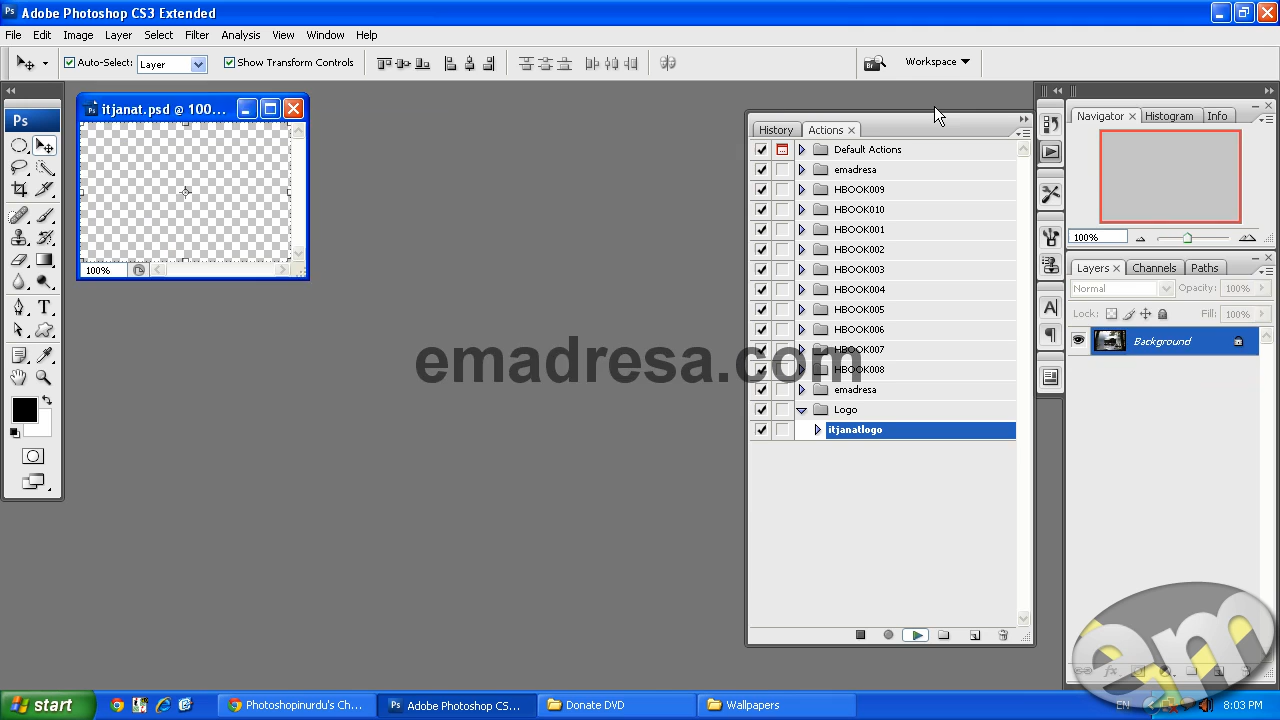 Adobe Photoshop CS3 Extended
File Edit Image Layer Select Filter Analysis View Window Help
Auto-Select: Layer Show Transform Controls Workspace
Ps
itjanat.psd @ 100...
100%
History Actions
Default Actions
emadresa
HBOOK009
HBOOK010
HBOOK001
HBOOK002
HBOOK003
HBOOK004
HBOOK005
HBOOK006
HBOOK007
HBOOK008
emadresa
Logo
itjanatlogo
Navigator Histogram Info
100%
Layers Channels Paths
Normal Opacity: 100%
Lock: Fill: 100%
Background
emadresa.com
em
start
Photoshopinurdu's Ch...
Adobe Photoshop CS...
Donate DVD
Wallpapers
EN
8:03 PM